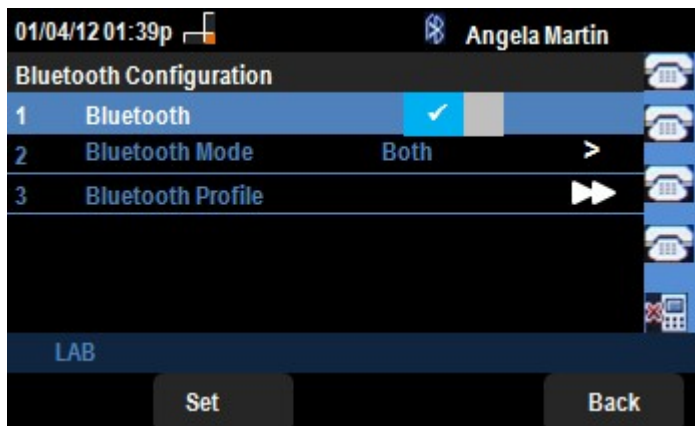 01/04/12 01:39p Angela Martin
Bluetooth Configuration
1 Bluetooth
2 Bluetooth Mode Both >
3 Bluetooth Profile
LAB
Set Back